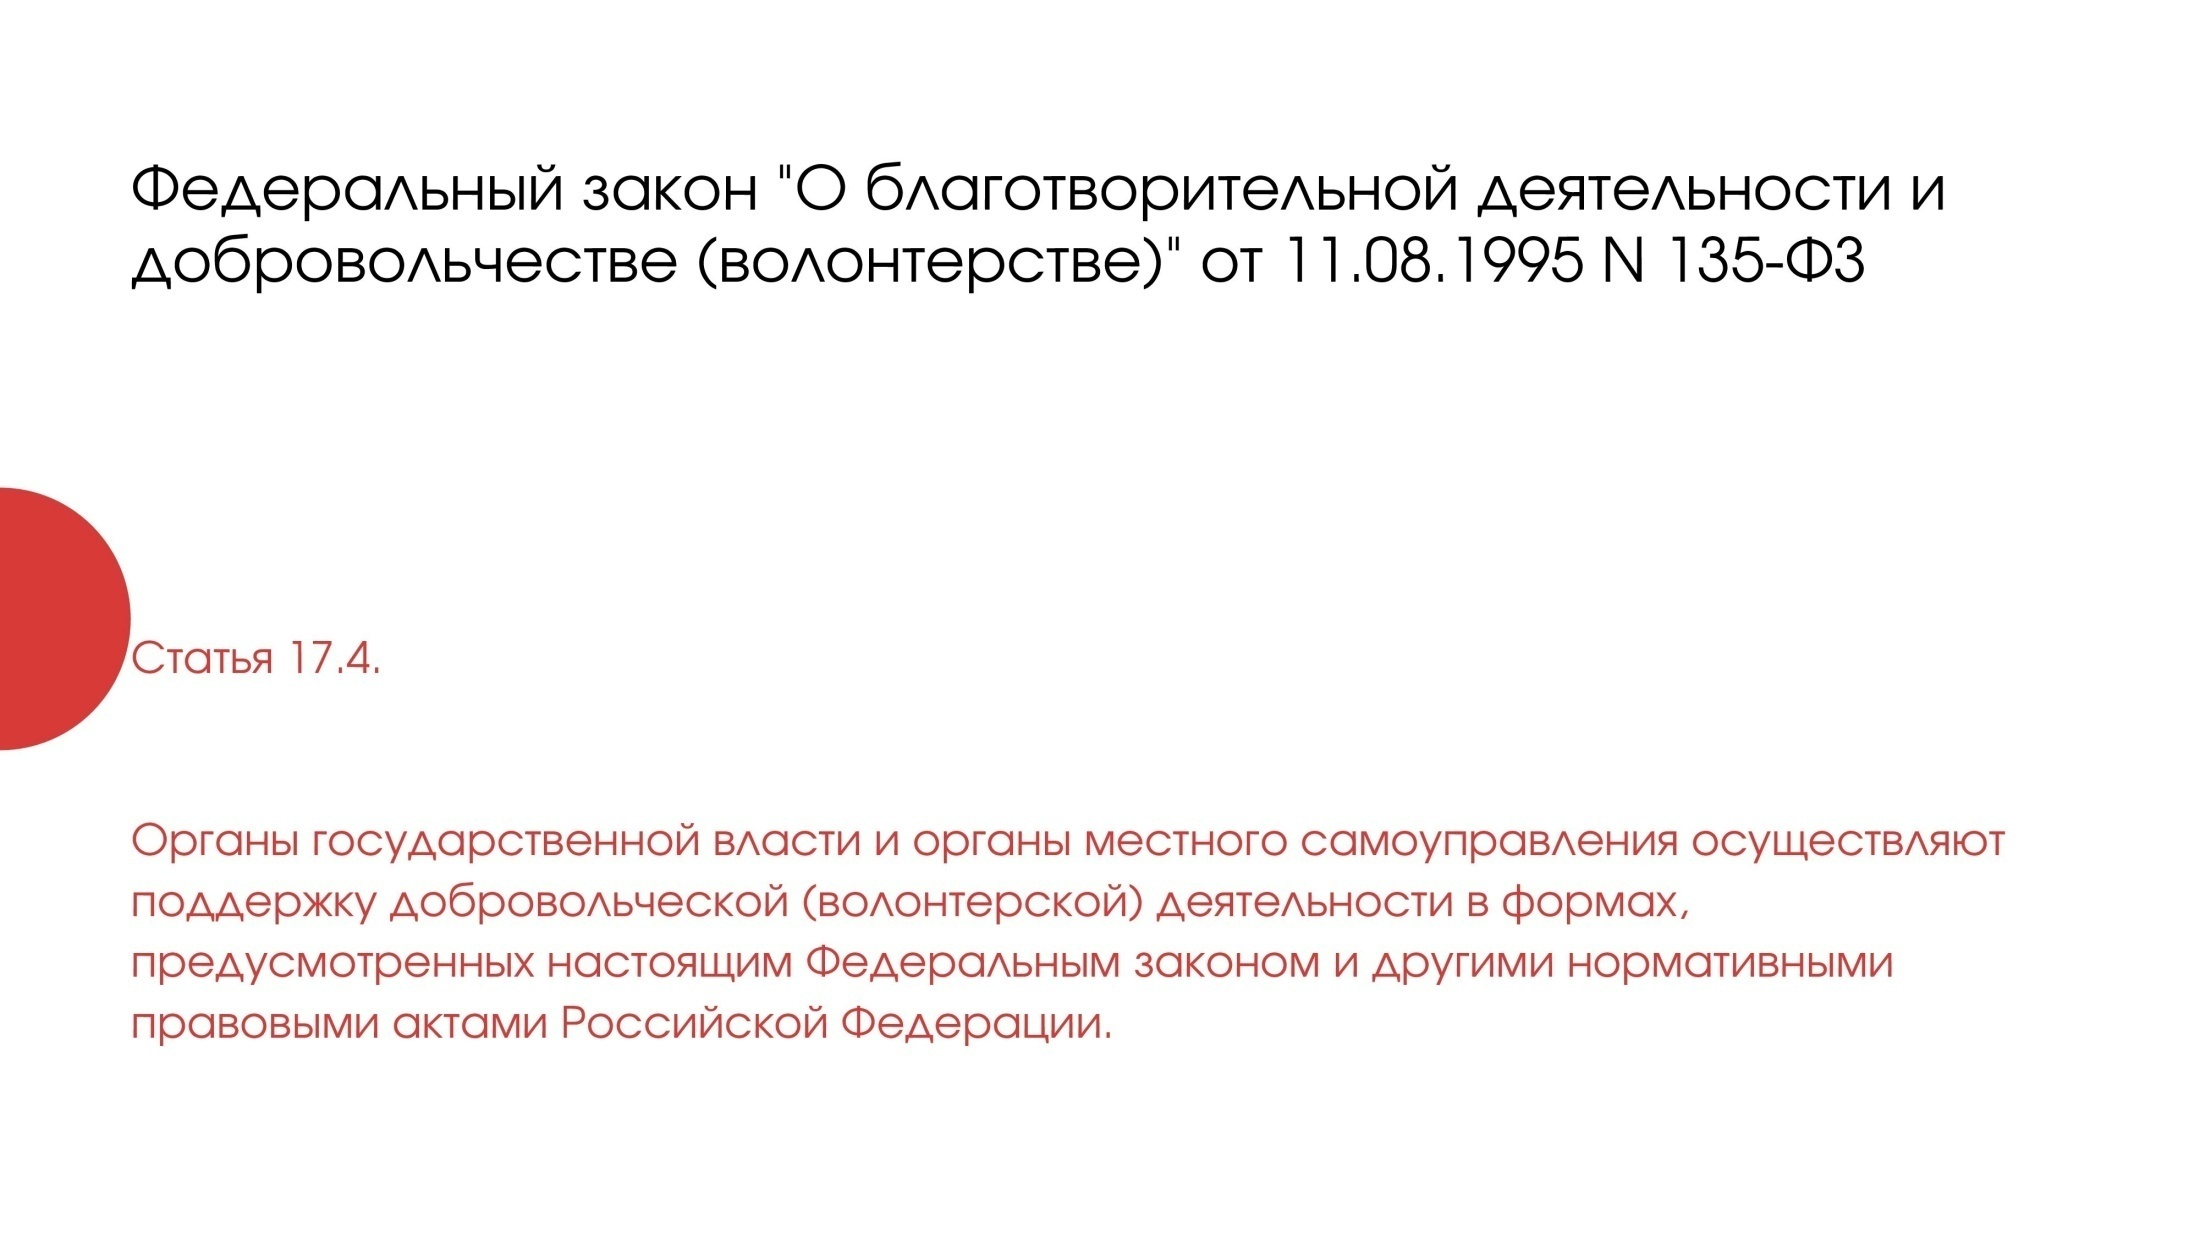 Федеральный закон "О благотворительной деятельности и
добровольчестве (волонтерстве)" от 11.08.1995 N 135-ФЗ
Статья 17.4.
Органы государственной власти и органы местного самоуправления осуществляют
поддержку добровольческой (волонтерской) деятельности в формах,
предусмотренных настоящим Федеральным законом и другими нормативными
правовыми актами Российской Федерации.